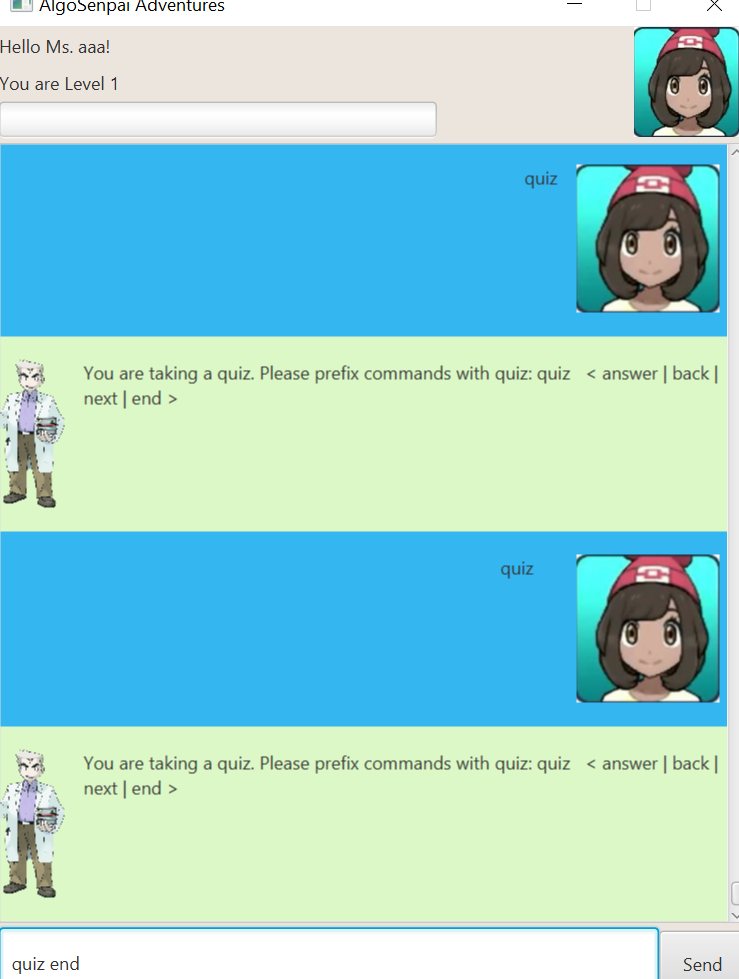 AlgoSenpai Adventures
Hello Ms. aaa!
You are Level 1
quiz
You are taking a quiz. Please prefix commands with quiz: quiz < answer | back |
next | end >
quiz
You are taking a quiz. Please prefix commands with quiz: quiz < answer | back |
next | end >
quiz end
Send